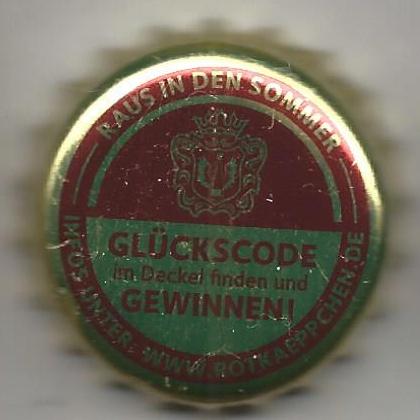 RAUS IN DEN SOMMER
GLÜCKSCODE
im Deckel finden und
GEWINNEN!
INFOS UNTER: WWW.ROTKAEPPCHEN.DE